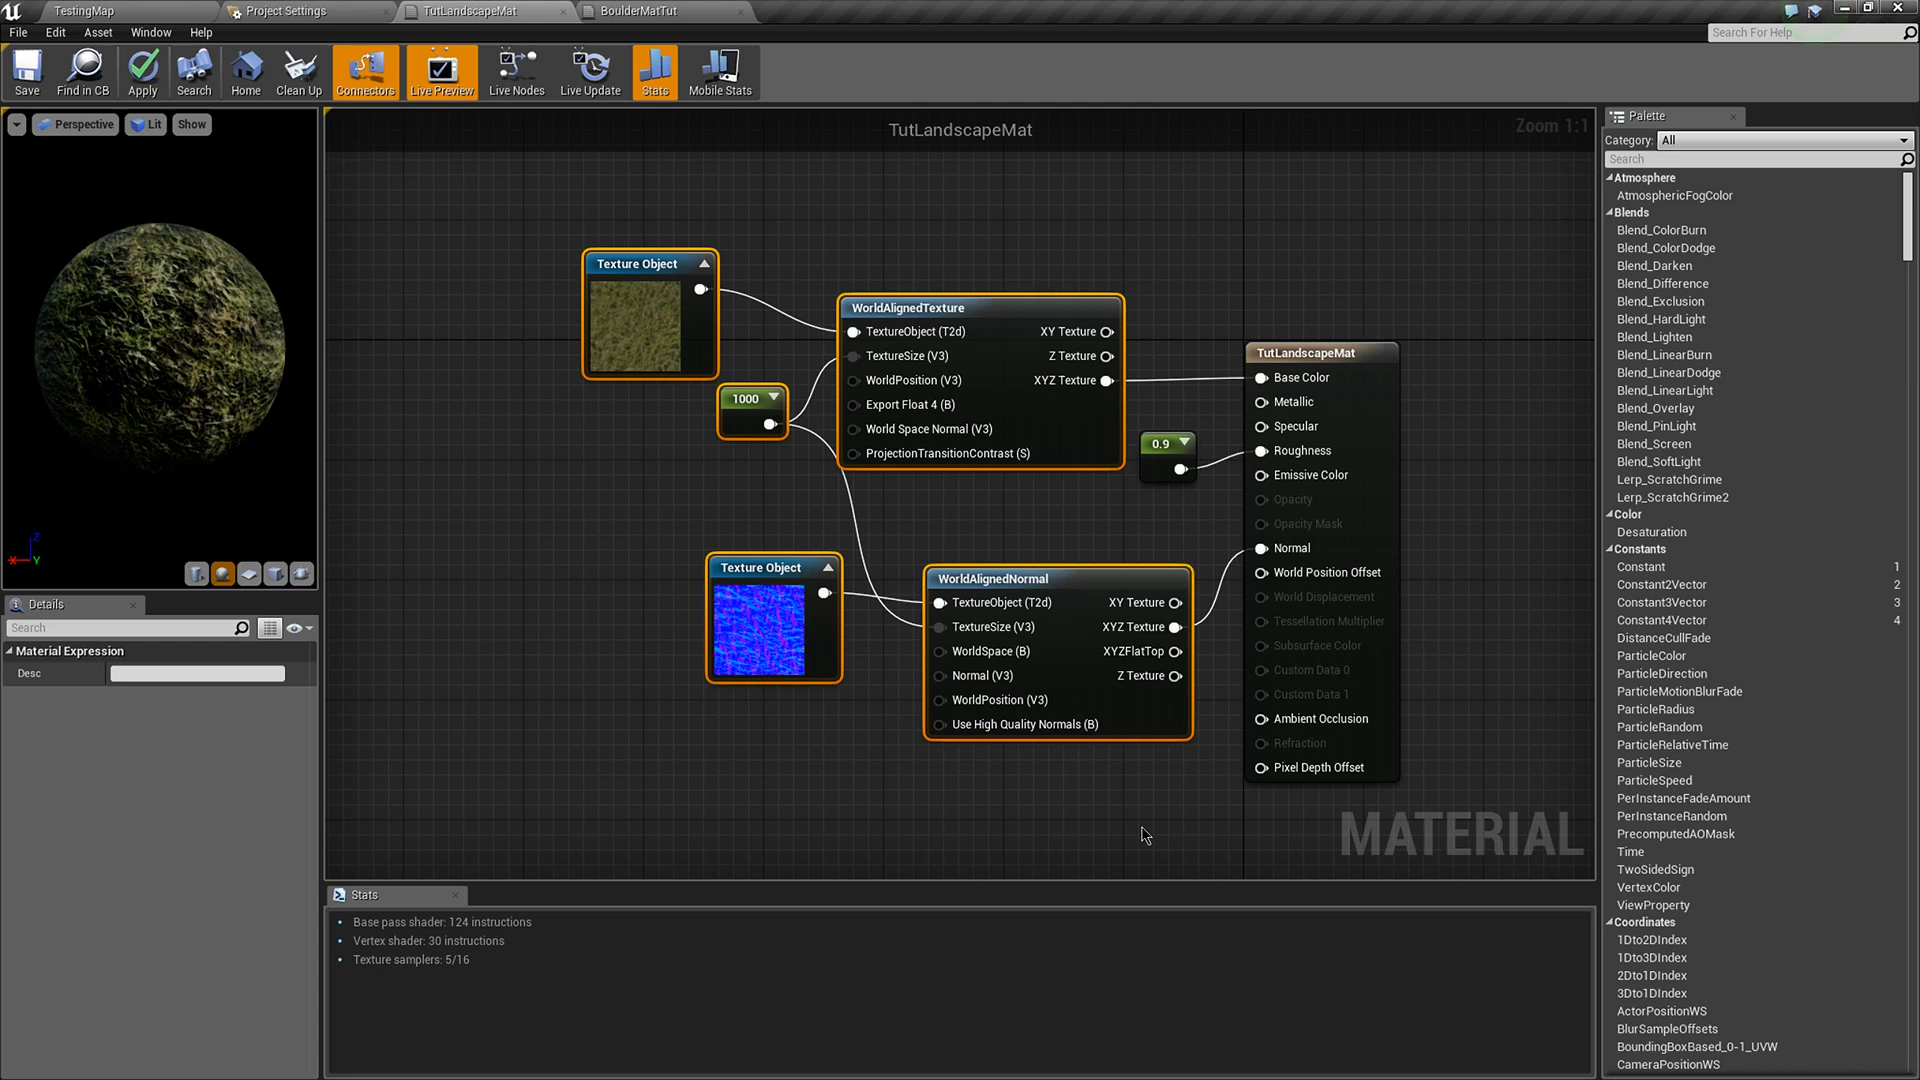 TestingMap
Project Settings
TutLandscapeMat
BoulderMatTut
File Edit Asset Window Help
Search For Help
Save
Find in CB
Apply
Search
Home
Clean Up
Connectors
Live Preview
Live Nodes
Live Update
Stats
Mobile Stats
Perspective
Lit
Show
Z
X
Y
Details
Search
Material Expression
Desc
TutLandscapeMat
Zoom 1:1
Texture Object
1000
WorldAlignedTexture
TextureObject (T2d) XY Texture
TextureSize (V3) Z Texture
WorldPosition (V3) XYZ Texture
Export Float 4 (B)
World Space Normal (V3)
ProjectionTransitionContrast (S)
0.9
Texture Object
WorldAlignedNormal
TextureObject (T2d) XY Texture
TextureSize (V3) XYZ Texture
WorldSpace (B) XYZFlatTop
Normal (V3) Z Texture
WorldPosition (V3)
Use High Quality Normals (B)
TutLandscapeMat
Base Color
Metallic
Specular
Roughness
Emissive Color
Opacity
Opacity Mask
Normal
World Position Offset
World Displacement
Tessellation Multiplier
Subsurface Color
Custom Data 0
Custom Data 1
Ambient Occlusion
Refraction
Pixel Depth Offset
MATERIAL
Stats
Base pass shader: 124 instructions
Vertex shader: 30 instructions
Texture samplers: 5/16
Palette
Category: All
Search
Atmosphere
AtmosphericFogColor
Blends
Blend_ColorBurn
Blend_ColorDodge
Blend_Darken
Blend_Difference
Blend_Exclusion
Blend_HardLight
Blend_Lighten
Blend_LinearBurn
Blend_LinearDodge
Blend_LinearLight
Blend_Overlay
Blend_PinLight
Blend_Screen
Blend_SoftLight
Lerp_ScratchGrime
Lerp_ScratchGrime2
Color
Desaturation
Constants
Constant 1
Constant2Vector 2
Constant3Vector 3
Constant4Vector 4
DistanceCullFade
ParticleColor
ParticleDirection
ParticleMotionBlurFade
ParticleRadius
ParticleRandom
ParticleRelativeTime
ParticleSize
ParticleSpeed
PerInstanceFadeAmount
PerInstanceRandom
PrecomputedAOMask
Time
TwoSidedSign
VertexColor
ViewProperty
Coordinates
1Dto2DIndex
1Dto3DIndex
2Dto1DIndex
3Dto1DIndex
ActorPositionWS
BlurSampleOffsets
BoundingBoxBased_0-1_UVW
CameraPositionWS